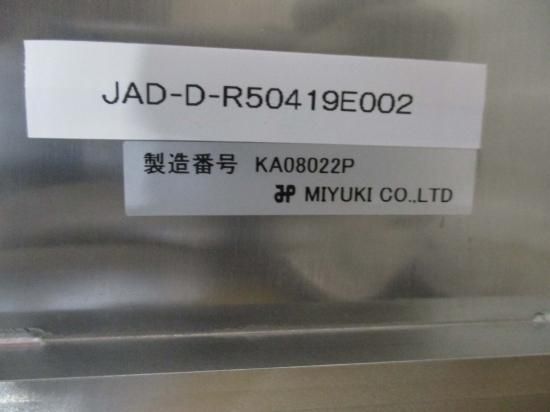 JAD-D-R50419E002
製造番号 KA08022P
MIYUKI CO.,LTD